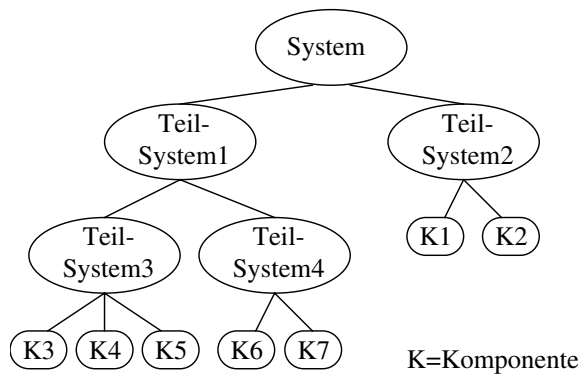 System
Teil-
System1
Teil-
System2
Teil-
System3
Teil-
System4
K1
K2
K3
K4
K5
K6
K7
K=Komponente